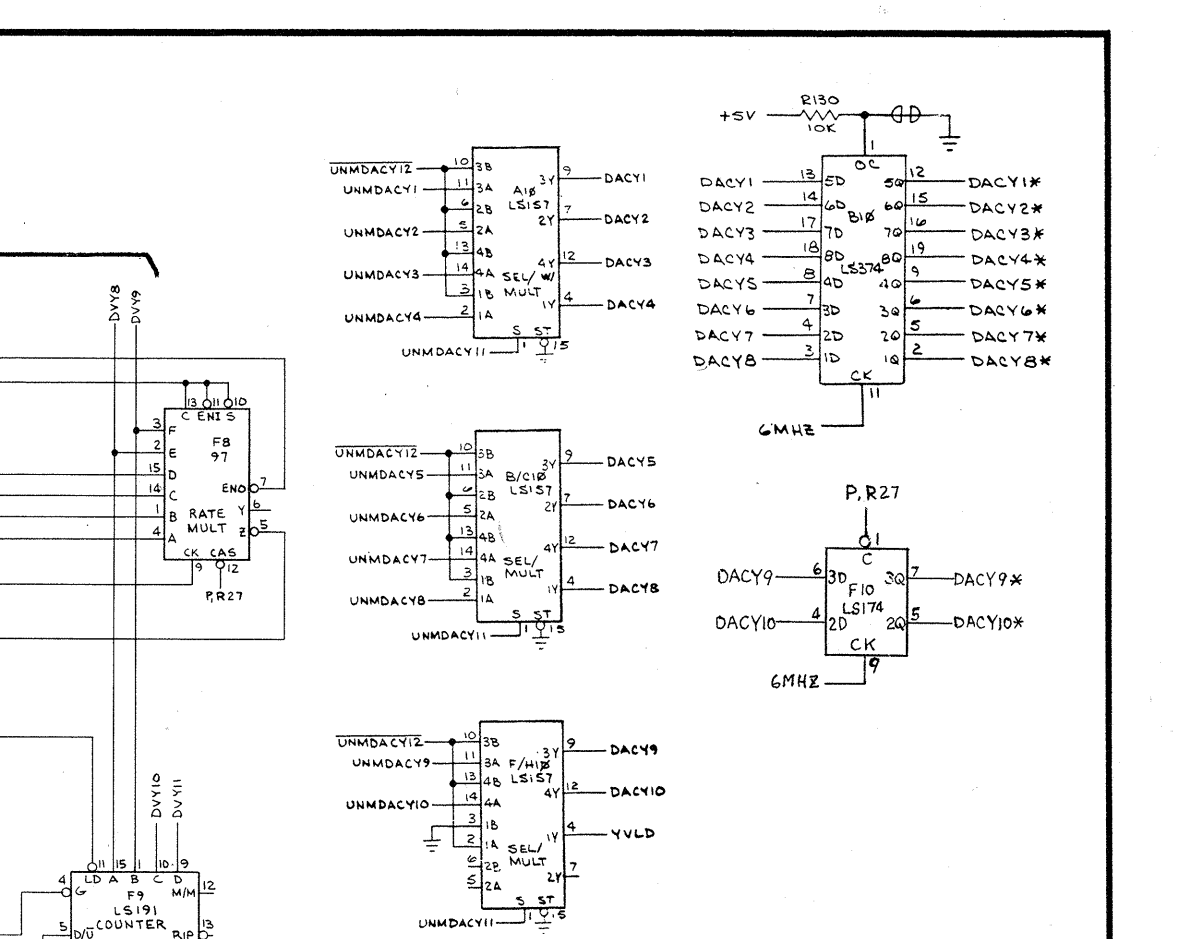 DVY8
DVY9
13 11 10
C ENI S
3 F
2 E
15 D
14 C
1 B
4 A
F8
97
RATE
MULT
ENO 7
Y 6
Z 5
CK CAS
9 12
P,R27
DVY10
DVY11
11 15 1 10 9
LD A B C D
4 G
F9
LS191
COUNTER
M/M 12
5 D/U̅
RIP 13
U̅N̅M̅D̅A̅C̅Y̅1̅2̅ 10 3B
UNMDACY1 11 3A
6 2B
UNMDACY2 5 2A
13 4B
UNMDACY3 14 4A
3 1B
UNMDACY4 2 1A
A1Ø
LS157
SEL/
MULT
3Y 9 DACY1
2Y 7 DACY2
4Y 12 DACY3
1Y 4 DACY4
S ST
UNMDACY11 1 15
U̅N̅M̅D̅A̅C̅Y̅1̅2̅ 10 3B
UNMDACY5 11 3A
6 2B
UNMDACY6 5 2A
13 4B
UNMDACY7 14 4A
3 1B
UNMDACY8 2 1A
B/C1Ø
LS157
SEL/
MULT
3Y 9 DACY5
2Y 7 DACY6
4Y 12 DACY7
1Y 4 DACY8
S ST
UNMDACY11 1 15
U̅N̅M̅D̅A̅C̅Y̅1̅2̅ 10 3B
UNMDACY9 11 3A
13 4B
UNMDACY10 14 4A
3 1B
2 1A
6 2B
5 2A
F/H1Ø
LS157
SEL/
MULT
3Y 9 DACY9
4Y 12 DACY10
1Y 4 YVLD
2Y 7
S ST
UNMDACY11 1 15
+5V R130
10K
1
OC
DACY1 13 5D 5Q 12 DACY1*
DACY2 14 6D 6Q 15 DACY2*
DACY3 17 7D 7Q 16 DACY3*
DACY4 18 8D 8Q 19 DACY4*
DACY5 8 4D 4Q 9 DACY5*
DACY6 7 3D 3Q 6 DACY6*
DACY7 4 2D 2Q 5 DACY7*
DACY8 3 1D 1Q 2 DACY8*
B1Ø
LS374
CK
11
6MHZ
P,R27
1
C
DACY9 6 3D 3Q 7 DACY9*
F10
LS174
DACY10 4 2D 2Q 5 DACY10*
CK
9
6MHZ